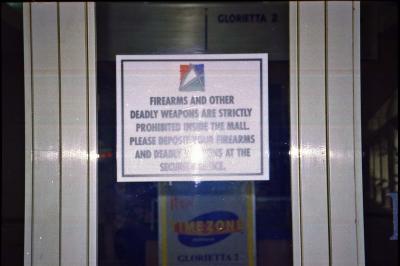 GLORIETTA 2
FIREARMS AND OTHER
DEADLY WEAPONS ARE STRICTLY
PROHIBITED INSIDE THE MALL.
PLEASE DEPOSIT YOUR FIREARMS
AND DEADLY WEAPONS AT THE
SECURITY OFFICE.
TIMEZONE
GLORIETTA 2